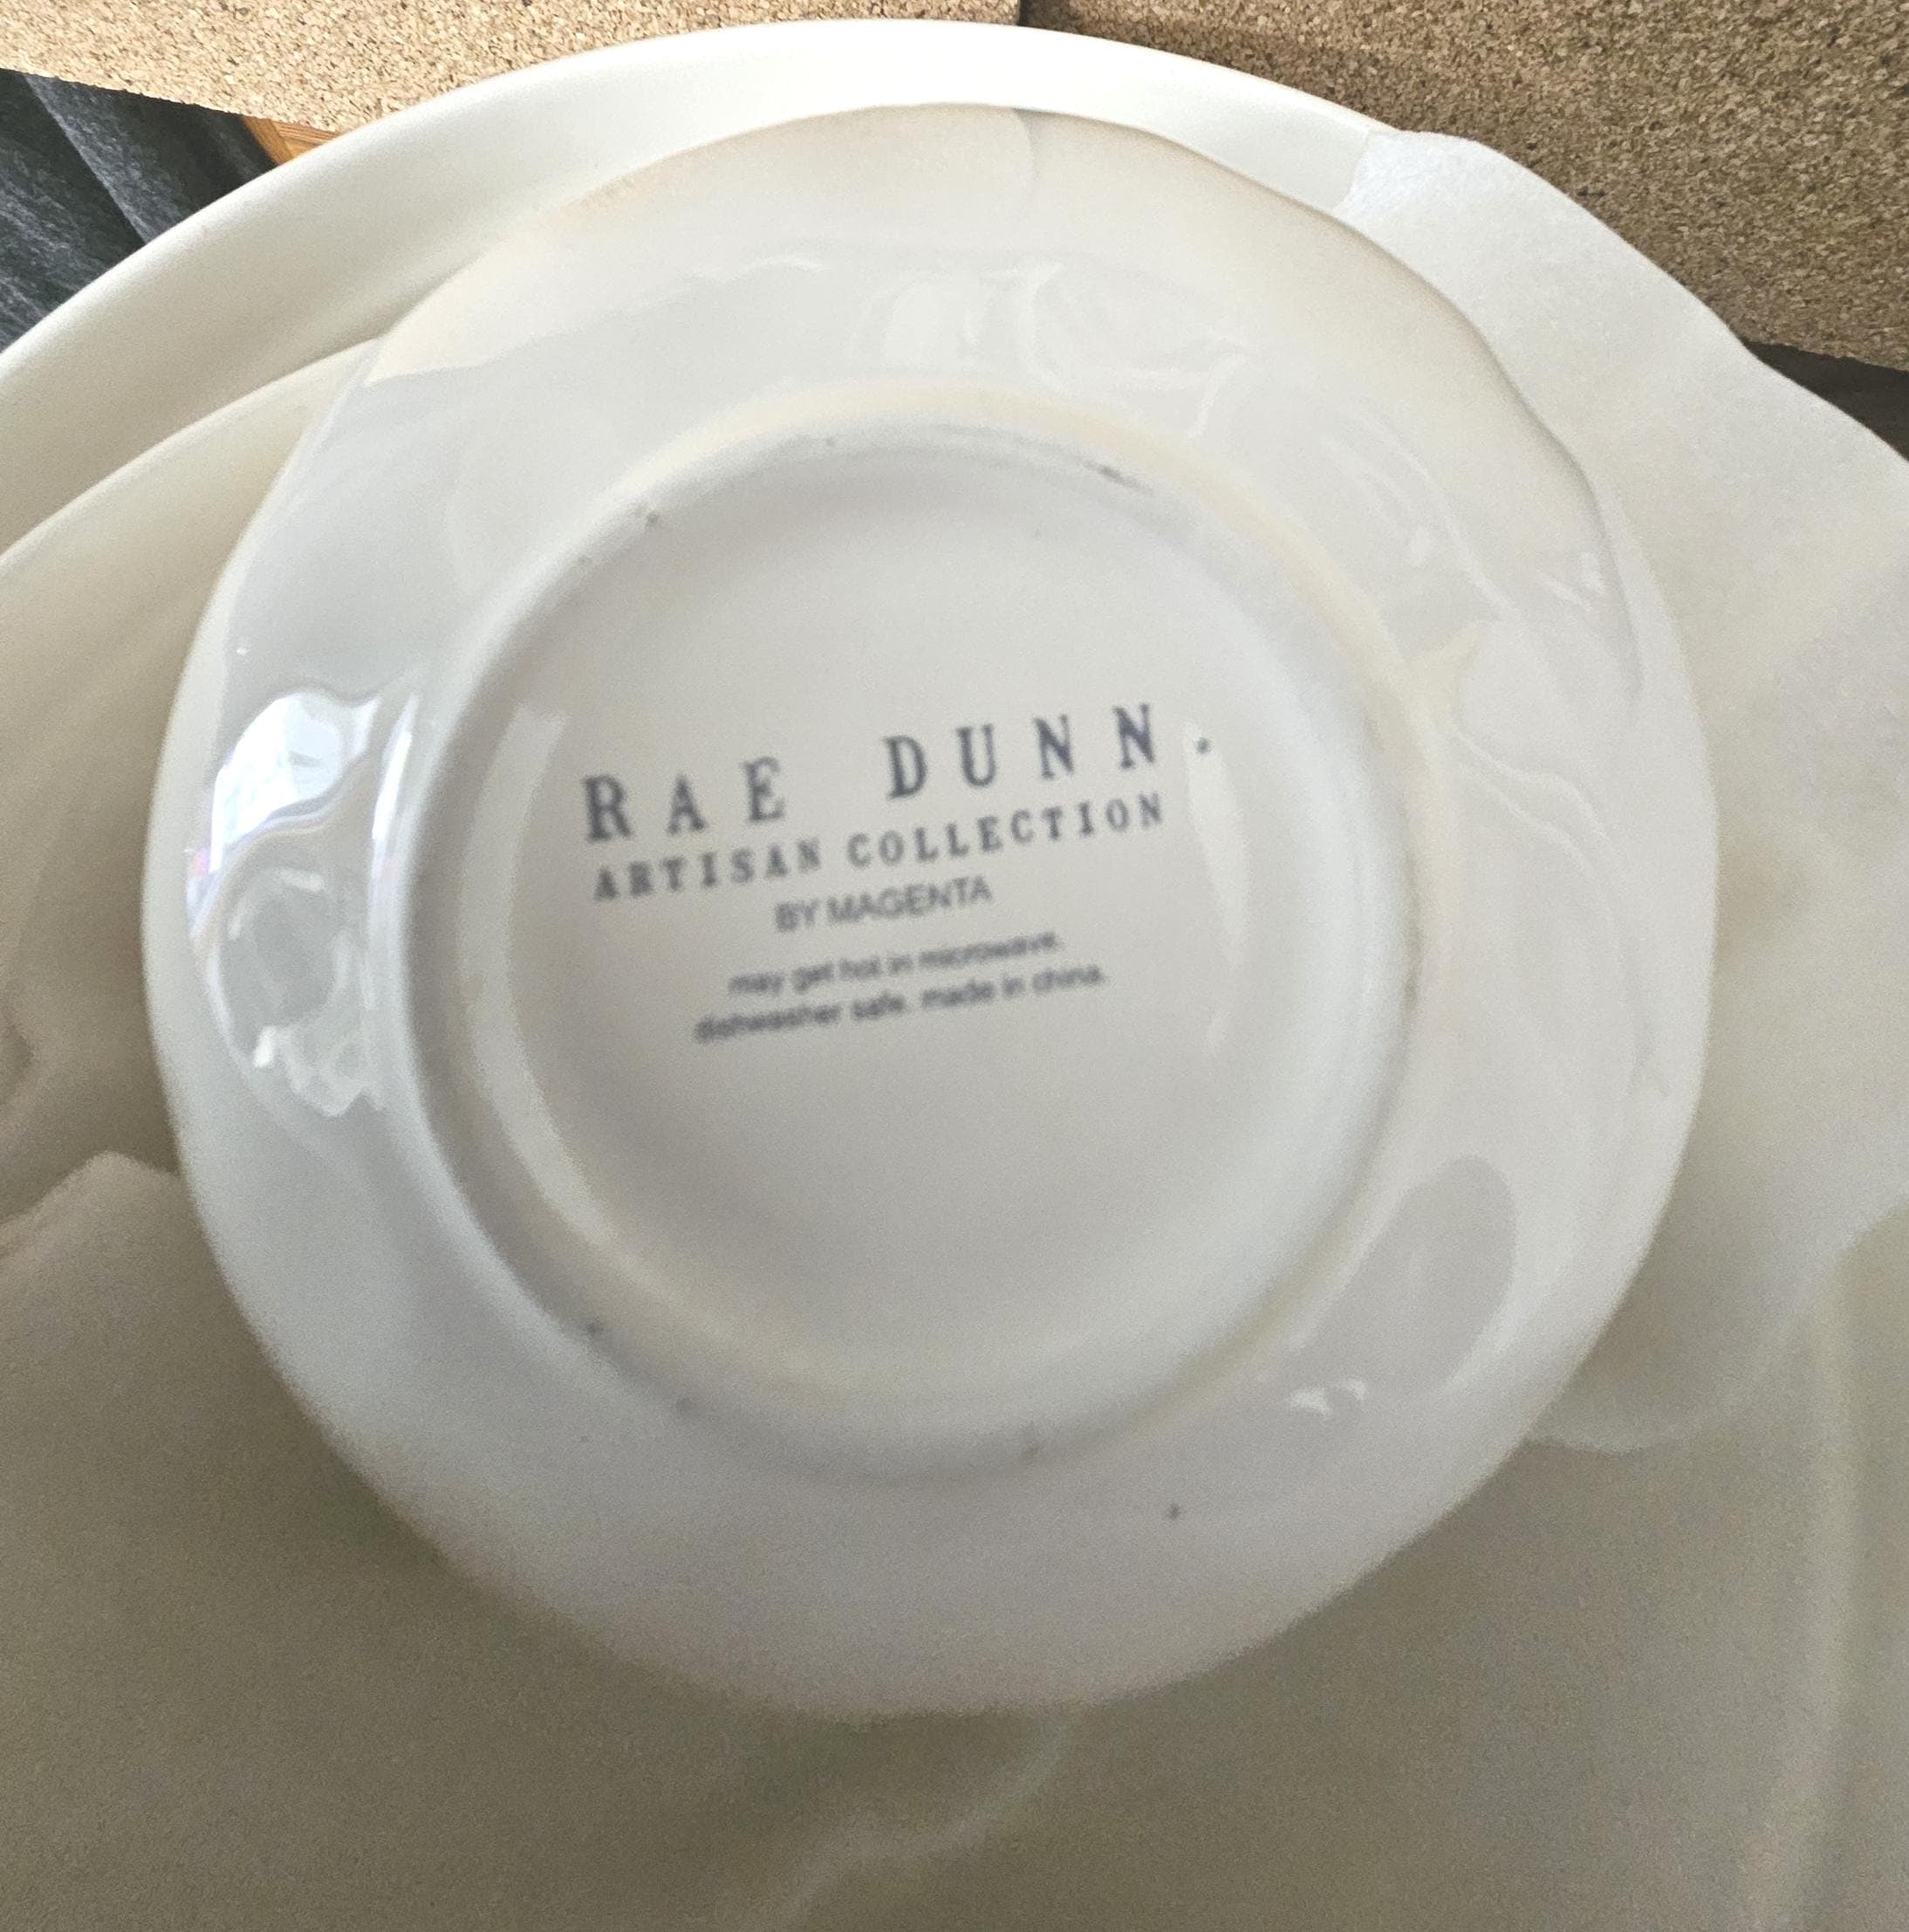 RAE DUNN.
ARTISAN COLLECTION
BY MAGENTA
may get hot in microwave.
dishwasher safe. made in china.